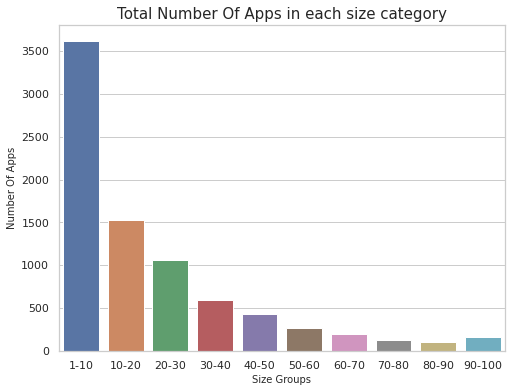 Total Number Of Apps in each size category
Number Of Apps
3500
3000
2500
2000
1500
1000
500
0
1-10 10-20 20-30 30-40 40-50 50-60 60-70 70-80 80-90 90-100
Size Groups